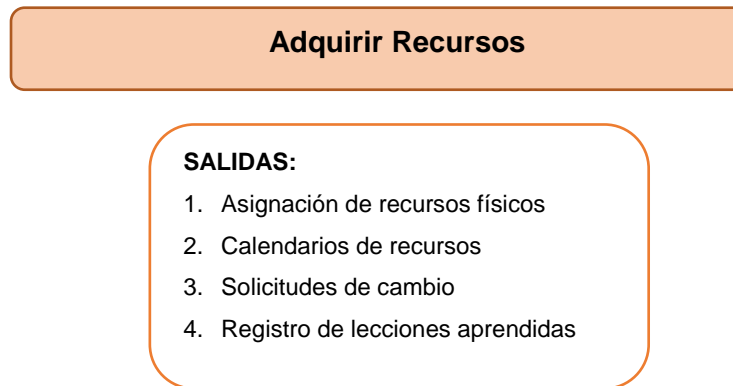 Adquirir Recursos
SALIDAS:
1. Asignación de recursos físicos
2. Calendarios de recursos
3. Solicitudes de cambio
4. Registro de lecciones aprendidas